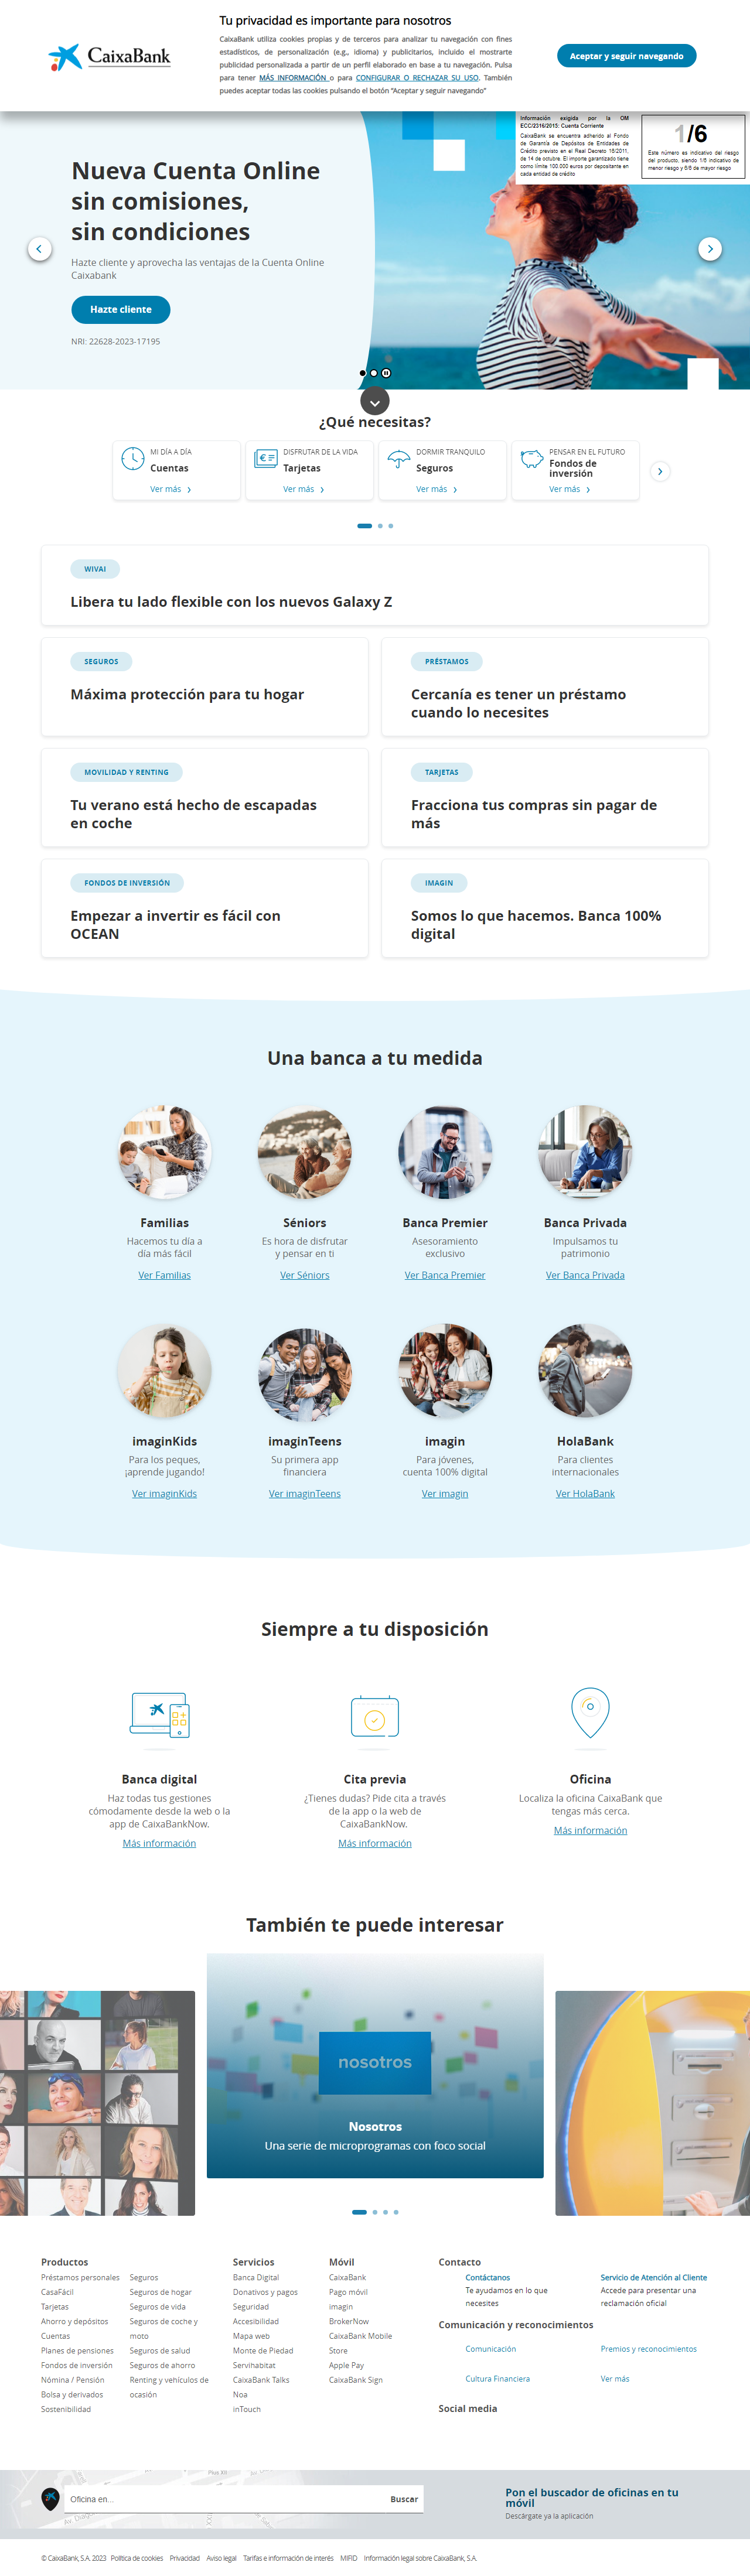 Tu privacidad es importante para nosotros
CaixaBank utiliza cookies propias y de terceros para analizar tu navegación con fines
estadísticos, de personalización (e.g., idioma) y publicitarios, incluido el mostrarte
publicidad personalizada a partir de un perfil elaborado en base a tu navegación. Pulsa
para tener MÁS INFORMACIÓN o para CONFIGURAR O RECHAZAR SU USO. También
puedes aceptar todas las cookies pulsando el botón "Aceptar y seguir navegando"
CaixaBank
Aceptar y seguir navegando
Información exigida por la OM
ECC/2316/2015: Cuenta Corriente
CaixaBank se encuentra adherido al Fondo
de Garantía de Depósitos de Entidades de
Crédito previsto en el Real Decreto 16/2011,
de 14 de octubre. El importe garantizado tiene
como límite 100.000 euros por depositante en
cada entidad de crédito
1/6
Este número es indicativo del riesgo
del producto, siendo 1/6 indicativo de
menor riesgo y 6/6 de mayor riesgo
Nueva Cuenta Online
sin comisiones,
sin condiciones
Hazte cliente y aprovecha las ventajas de la Cuenta Online
Caixabank
Hazte cliente
NRI: 22628-2023-17195
¿Qué necesitas?
MI DÍA A DÍA
Cuentas
Ver más
DISFRUTAR DE LA VIDA
Tarjetas
Ver más
DORMIR TRANQUILO
Seguros
Ver más
PENSAR EN EL FUTURO
Fondos de
inversión
Ver más
WIVAI
Libera tu lado flexible con los nuevos Galaxy Z
SEGUROS
Máxima protección para tu hogar
PRÉSTAMOS
Cercanía es tener un préstamo
cuando lo necesites
MOVILIDAD Y RENTING
Tu verano está hecho de escapadas
en coche
TARJETAS
Fracciona tus compras sin pagar de
más
FONDOS DE INVERSIÓN
Empezar a invertir es fácil con
OCEAN
IMAGIN
Somos lo que hacemos. Banca 100%
digital
Una banca a tu medida
Familias
Hacemos tu día a
día más fácil
Ver Familias
Séniors
Es hora de disfrutar
y pensar en ti
Ver Séniors
Banca Premier
Asesoramiento
exclusivo
Ver Banca Premier
Banca Privada
Impulsamos tu
patrimonio
Ver Banca Privada
imaginKids
Para los peques,
¡aprende jugando!
Ver imaginKids
imaginTeens
Su primera app
financiera
Ver imaginTeens
imagin
Para jóvenes,
cuenta 100% digital
Ver imagin
HolaBank
Para clientes
internacionales
Ver HolaBank
Siempre a tu disposición
Banca digital
Haz todas tus gestiones
cómodamente desde la web o la
app de CaixaBankNow.
Más información
Cita previa
¿Tienes dudas? Pide cita a través
de la app o la web de
CaixaBankNow.
Más información
Oficina
Localiza la oficina CaixaBank que
tengas más cerca.
Más información
También te puede interesar
nosotros
Nosotros
Una serie de microprogramas con foco social
Productos
Préstamos personales
CasaFácil
Tarjetas
Ahorro y depósitos
Cuentas
Planes de pensiones
Fondos de inversión
Nómina / Pensión
Bolsa y derivados
Sostenibilidad
Seguros
Seguros de hogar
Seguros de vida
Seguros de coche y
moto
Seguros de salud
Seguros de ahorro
Renting y vehículos de
ocasión
Servicios
Banca Digital
Donativos y pagos
Seguridad
Accesibilidad
Mapa web
Monte de Piedad
Servihabitat
CaixaBank Talks
Noa
inTouch
Móvil
CaixaBank
Pago móvil
imagin
BrokerNow
CaixaBank Mobile
Store
Apple Pay
CaixaBank Sign
Contacto
Contáctanos
Te ayudamos en lo que
necesites
Servicio de Atención al Cliente
Accede para presentar una
reclamación oficial
Comunicación y reconocimientos
Comunicación
Premios y reconocimientos
Cultura Financiera
Ver más
Social media
Oficina en...
Buscar
Pon el buscador de oficinas en tu
móvil
Descárgate ya la aplicación
© CaixaBank, S.A. 2023 Política de cookies Privacidad Aviso legal Tarifas e información de interés MIFID Información legal sobre CaixaBank, S.A.